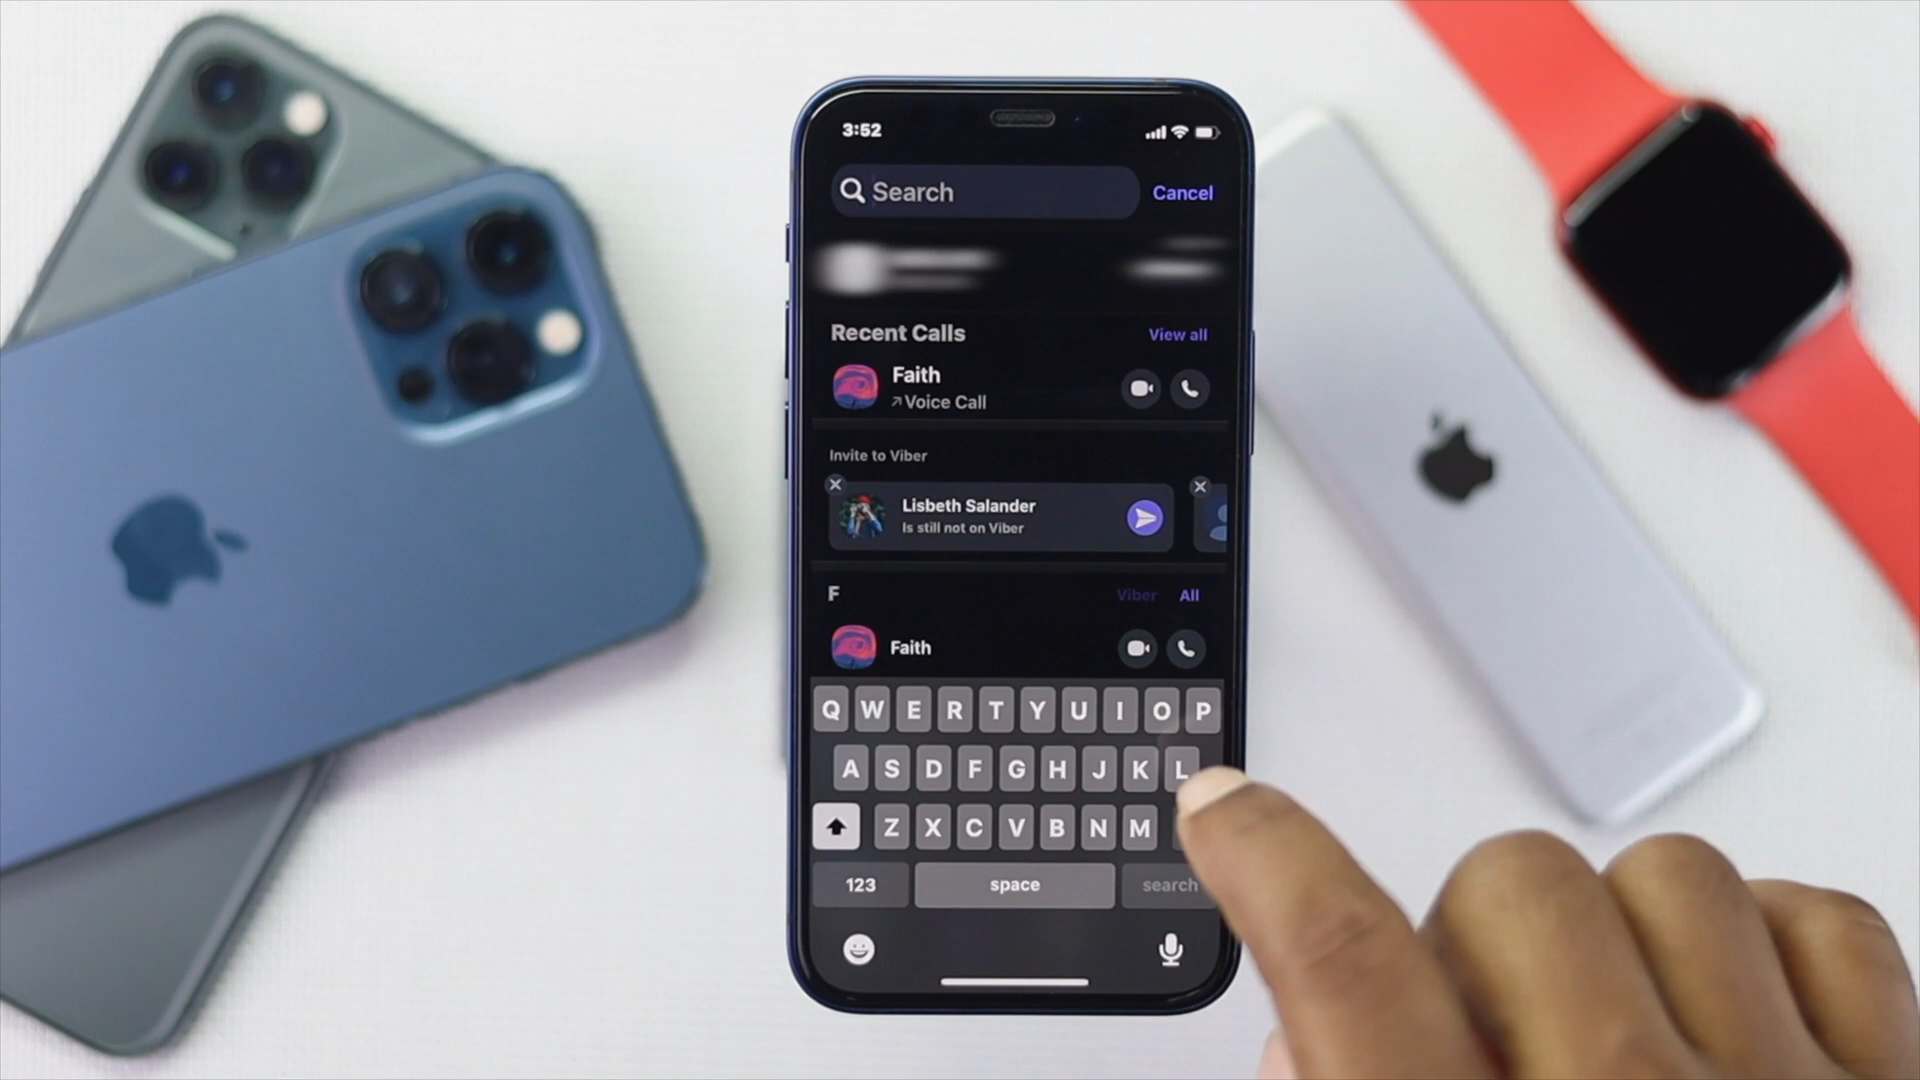 3:52
Search
Cancel
Recent Calls
View all
Faith
↗Voice Call
Invite to Viber
Lisbeth Salander
Is still not on Viber
F
Viber
All
Faith
Q W E R T Y U I O P
A S D F G H J K L
Z X C V B N M
123
space
search